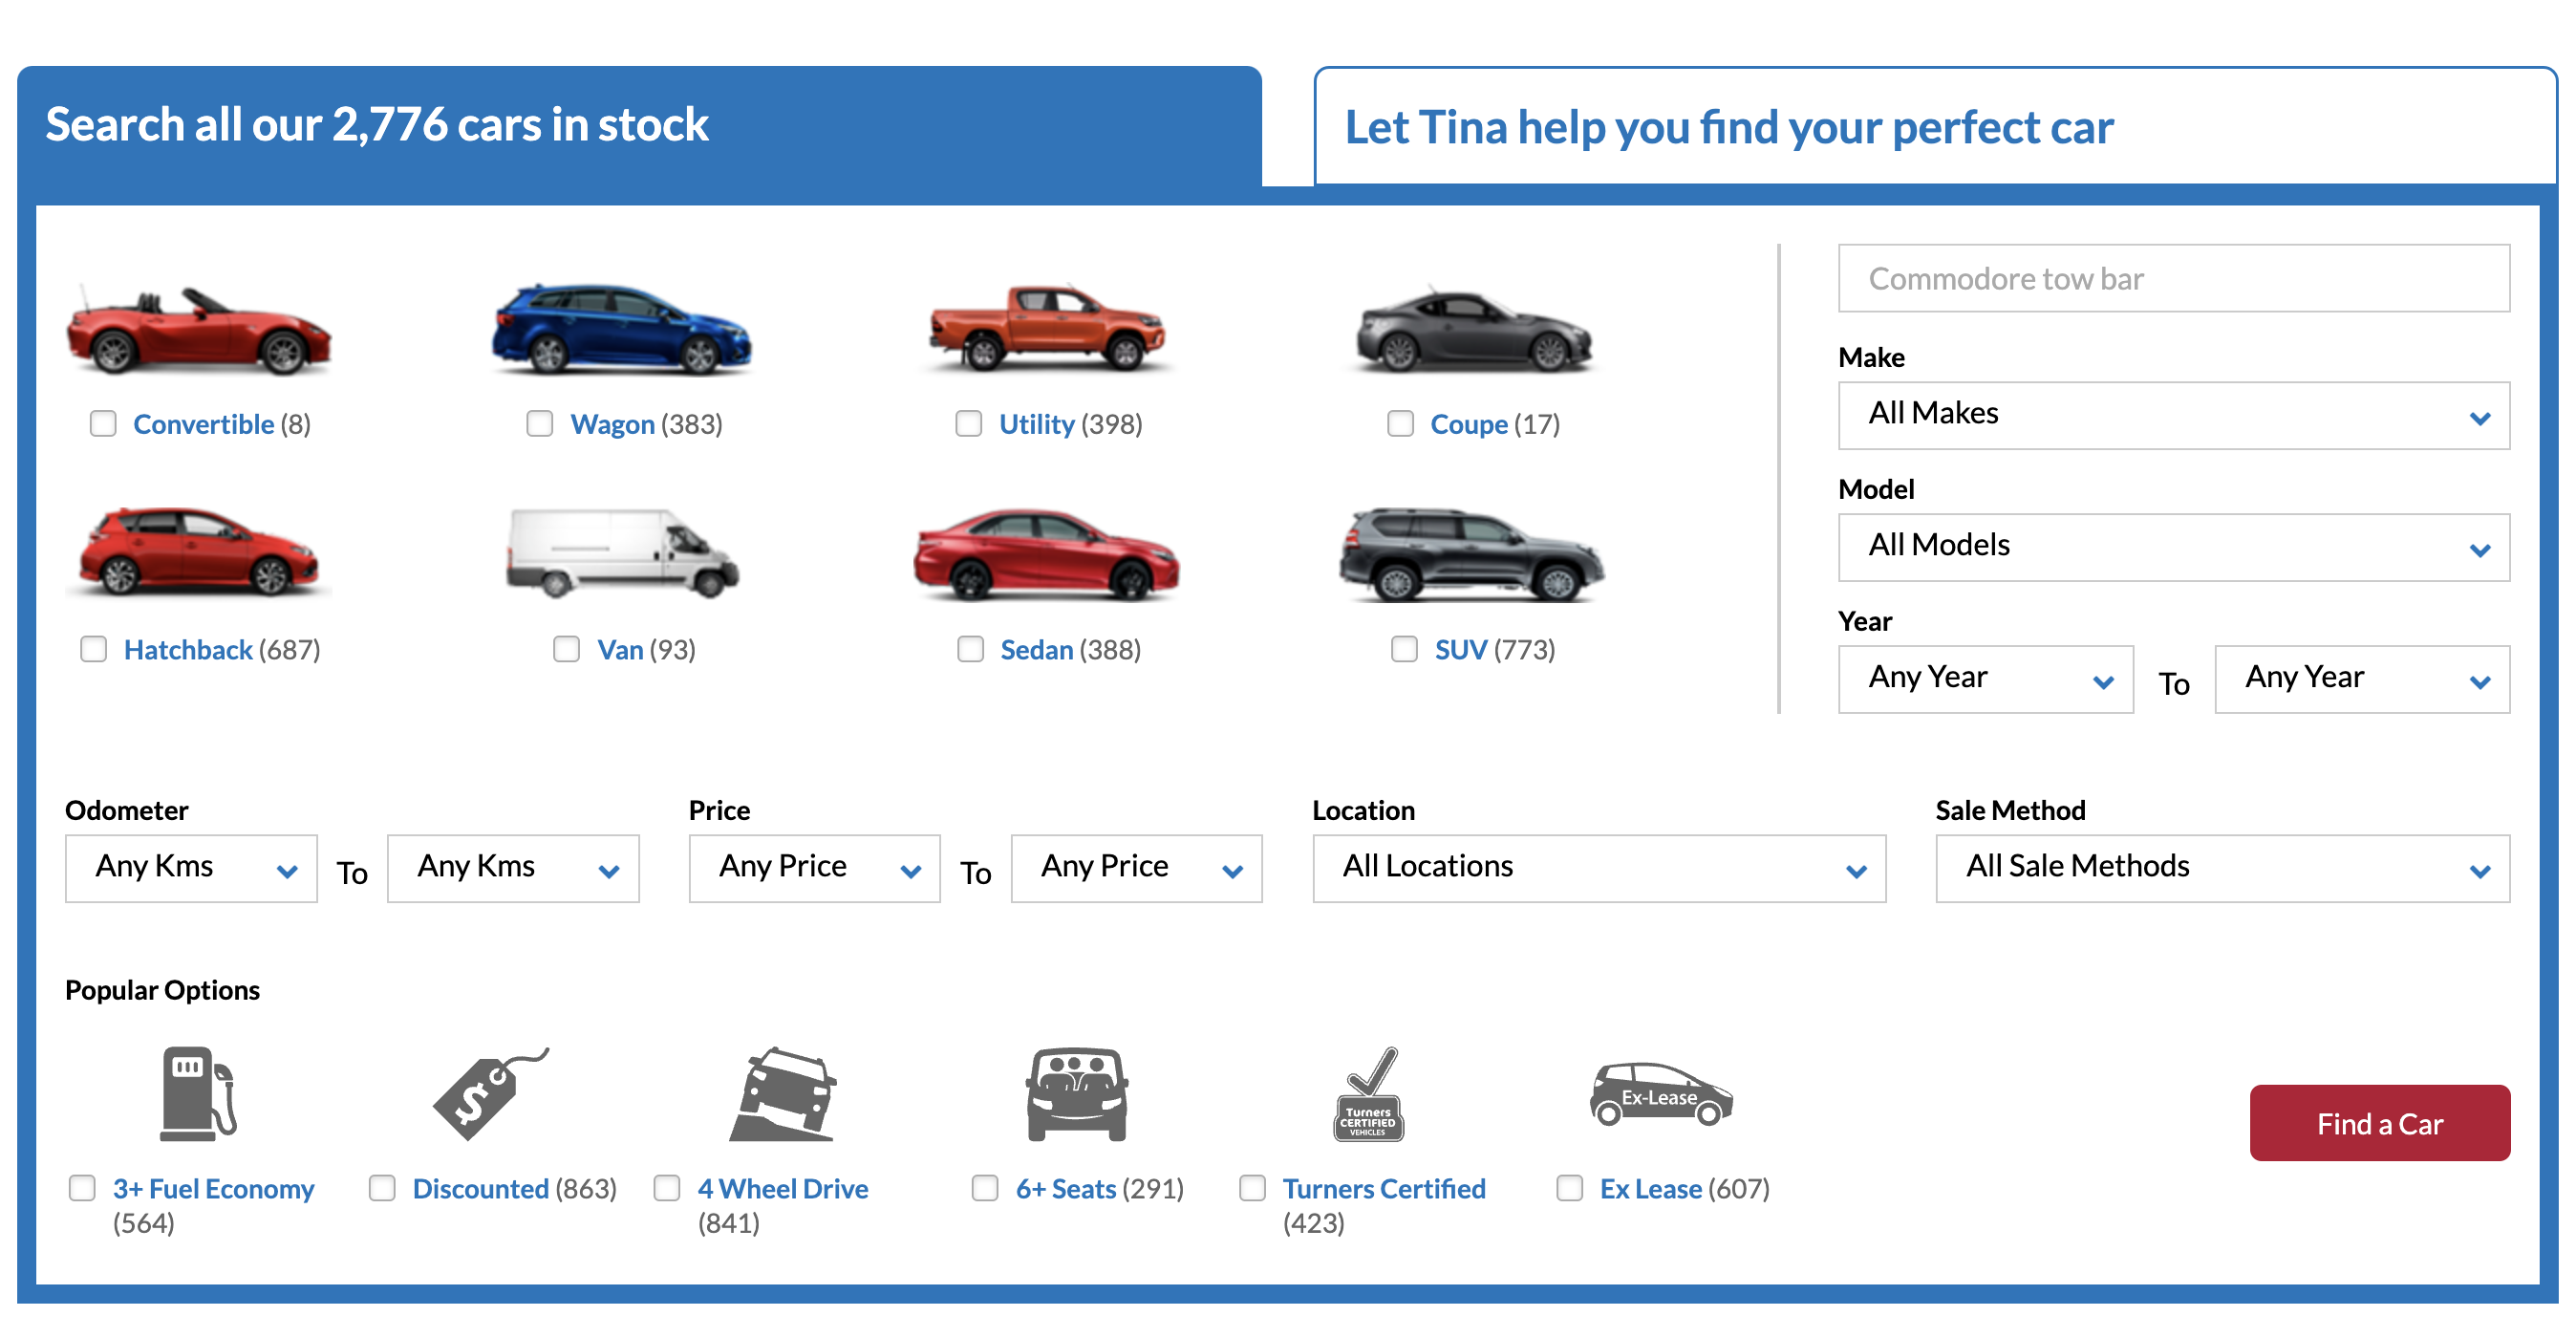 Search all our 2,776 cars in stock
Let Tina help you find your perfect car
Convertible (8)
Wagon (383)
Utility (398)
Coupe (17)
Hatchback (687)
Van (93)
Sedan (388)
SUV (773)
Commodore tow bar
Make
All Makes
Model
All Models
Year
Any Year
To
Any Year
Odometer
Any Kms
To
Any Kms
Price
Any Price
To
Any Price
Location
All Locations
Sale Method
All Sale Methods
Popular Options
$
Turners
CERTIFIED
VEHICLES
Ex-Lease
3+ Fuel Economy
(564)
Discounted (863)
4 Wheel Drive
(841)
6+ Seats (291)
Turners Certified
(423)
Ex Lease (607)
Find a Car